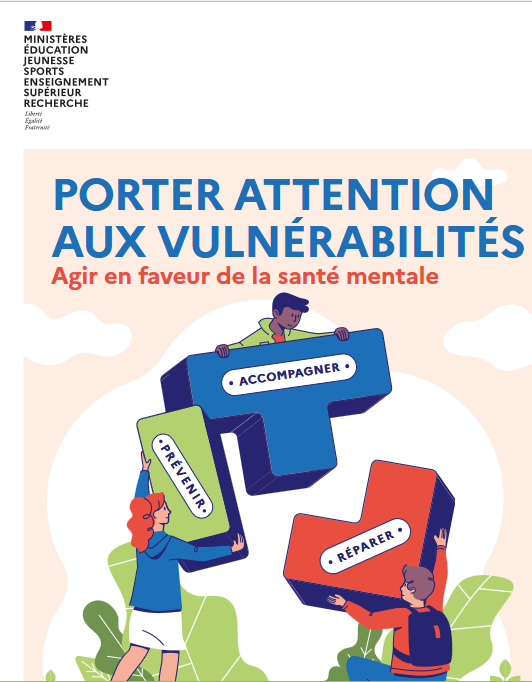 MINISTÈRES
ÉDUCATION
JEUNESSE
SPORTS
ENSEIGNEMENT
SUPÉRIEUR
RECHERCHE
Liberté
Égalité
Fraternité
PORTER ATTENTION
AUX VULNÉRABILITÉS
Agir en faveur de la santé mentale
• ACCOMPAGNER •
• PRÉVENIR •
• RÉPARER •